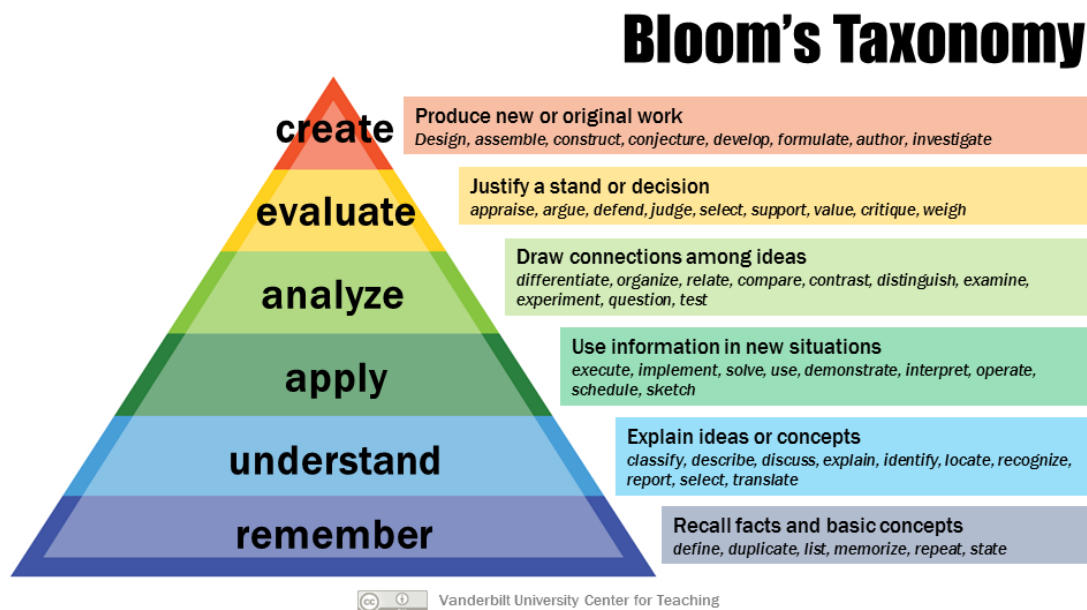 Bloom's Taxonomy
create
Produce new or original work
Design, assemble, construct, conjecture, develop, formulate, author, investigate
evaluate
Justify a stand or decision
appraise, argue, defend, judge, select, support, value, critique, weigh
analyze
Draw connections among ideas
differentiate, organize, relate, compare, contrast, distinguish, examine,
experiment, question, test
apply
Use information in new situations
execute, implement, solve, use, demonstrate, interpret, operate,
schedule, sketch
understand
Explain ideas or concepts
classify, describe, discuss, explain, identify, locate, recognize,
report, select, translate
remember
Recall facts and basic concepts
define, duplicate, list, memorize, repeat, state
cc Vanderbilt University Center for Teaching